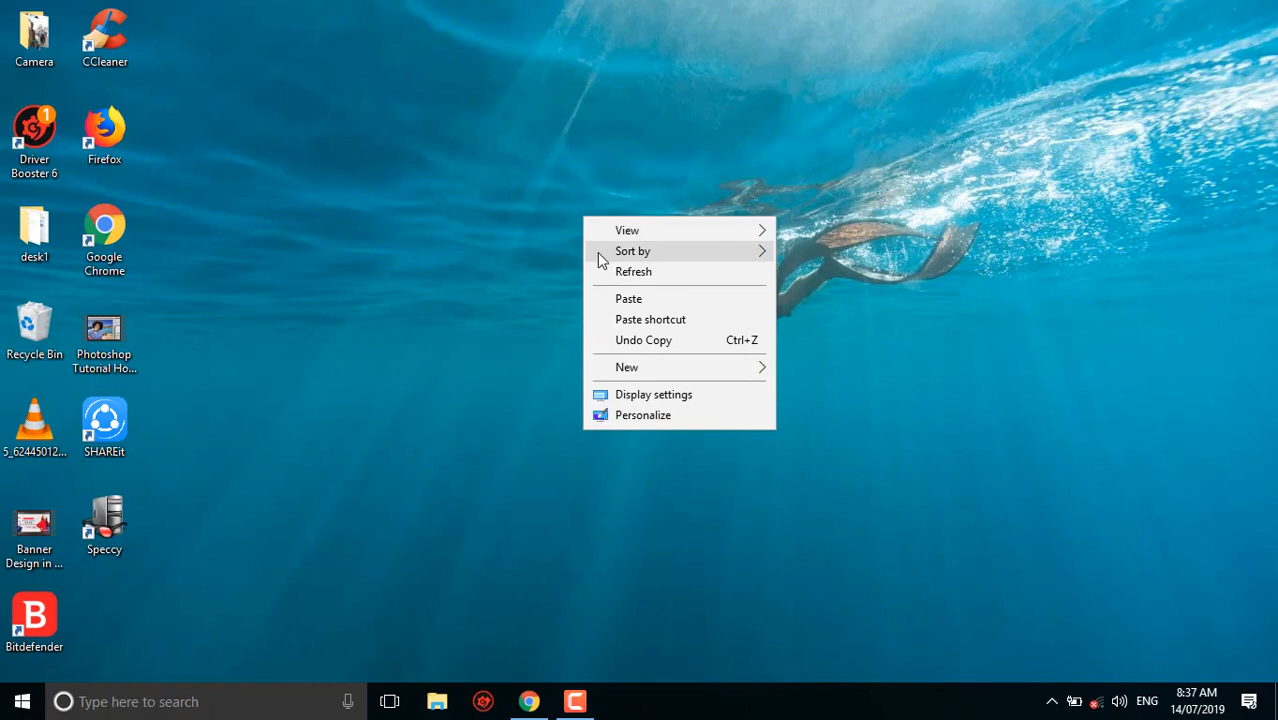 Camera
CCleaner
Driver
Booster 6
1
Firefox
desk1
Google
Chrome
Recycle Bin
Photoshop
Tutorial Ho...
5_62445012...
SHAREit
Banner
Design in ...
Speccy
B
Bitdefender
View
Sort by
Refresh
Paste
Paste shortcut
Undo Copy Ctrl+Z
New
Display settings
Personalize
Type here to search
ENG
8:37 AM
14/07/2019